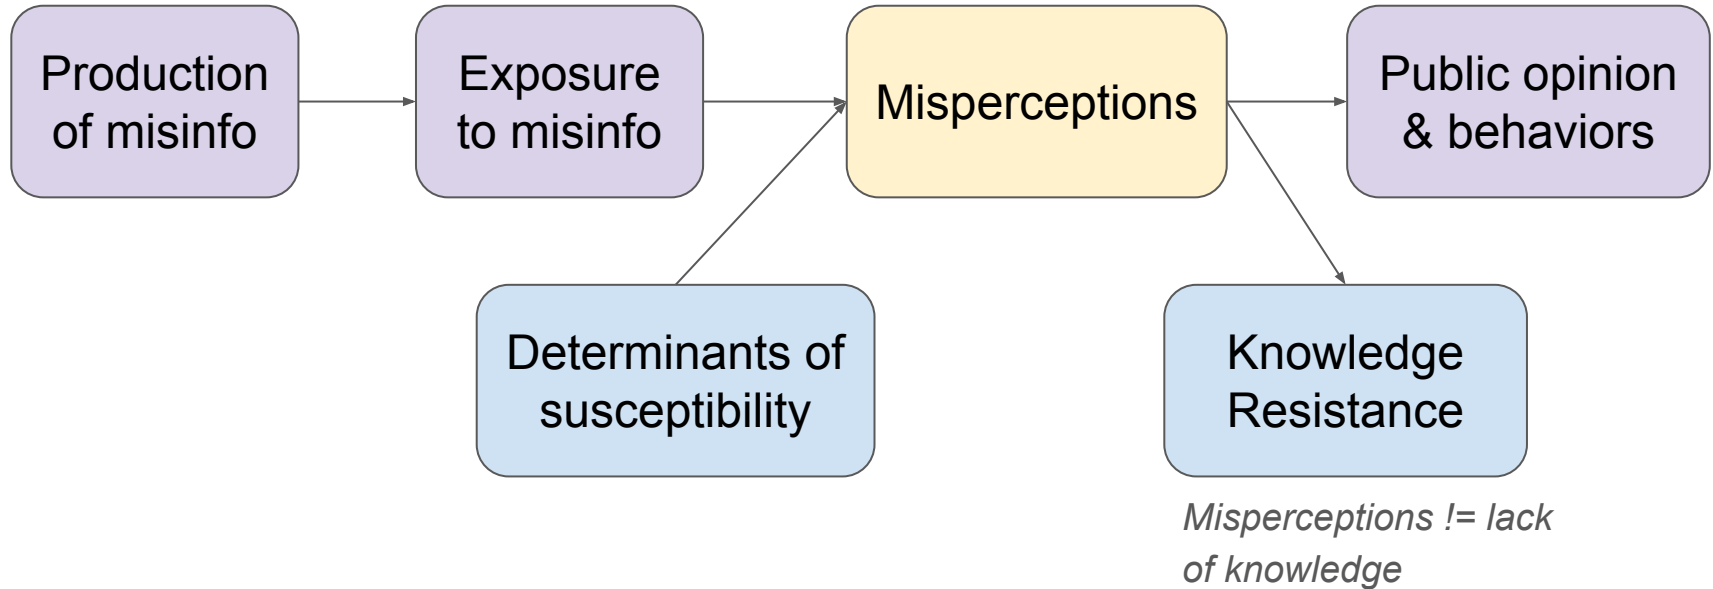 Production
of misinfo
Exposure
to misinfo
Misperceptions
Public opinion
& behaviors
Determinants of
susceptibility
Knowledge
Resistance
Misperceptions != lack
of knowledge